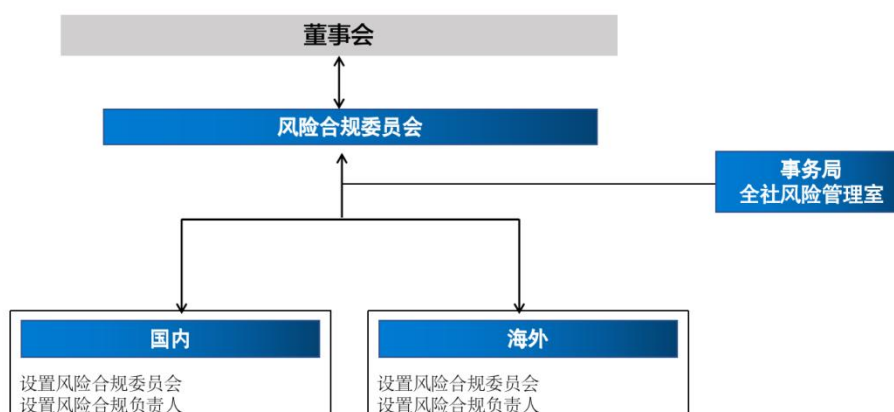 董事会
风险合规委员会
事务局
全社风险管理室
国内
海外
设置风险合规委员会
设置风险合规负责人
设置风险合规委员会
设置风险合规负责人